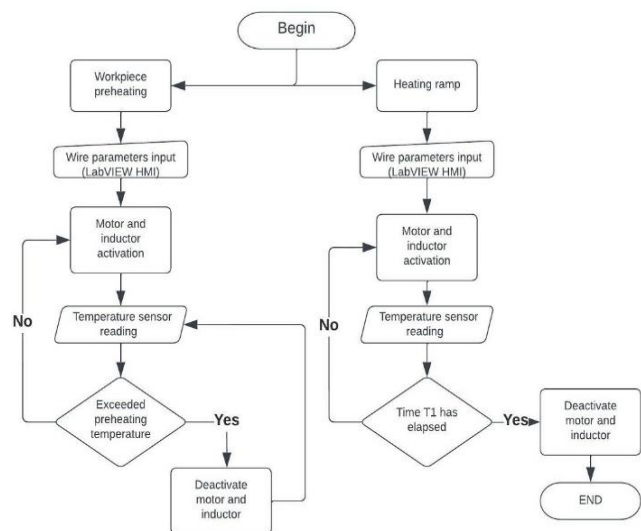 Begin
Workpiece
preheating
Wire parameters input
(LabVIEW HMI)
Motor and
inductor
activation
Temperature sensor
reading
No
Exceeded
preheating
temperature
Yes
Deactivate
motor and
inductor
Heating ramp
Wire parameters input
(LabVIEW HMI)
Motor and
inductor
activation
Temperature sensor
reading
No
Time T1 has
elapsed
Yes
Deactivate
motor and
inductor
END